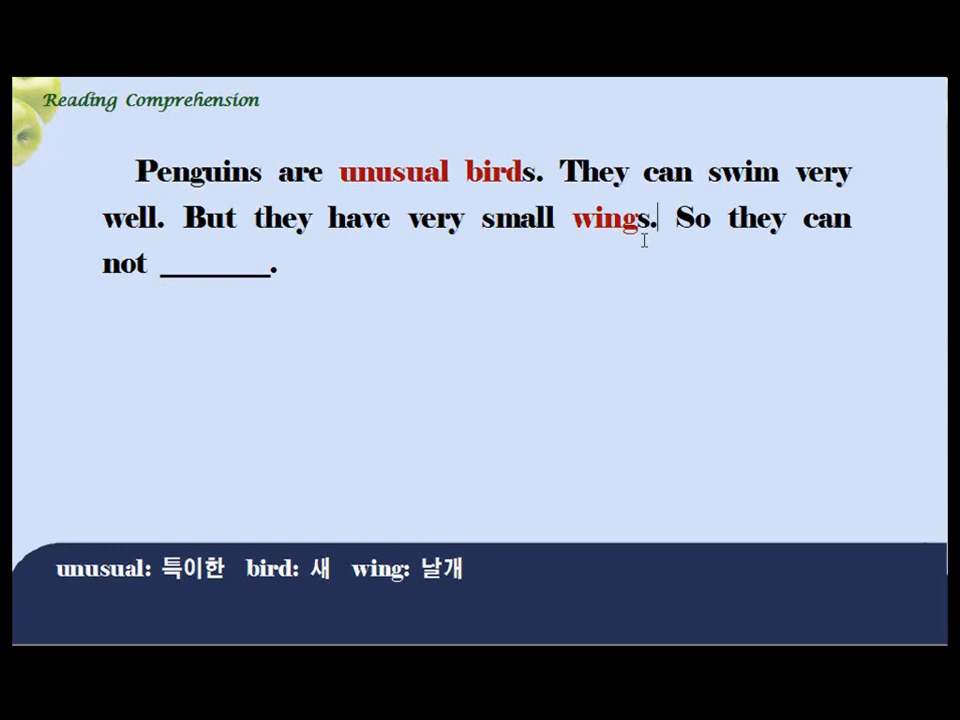 Reading Comprehension
Penguins are unusual birds. They can swim very
well. But they have very small wings. So they can
not _______.
unusual: 특이한 bird: 새 wing: 날개